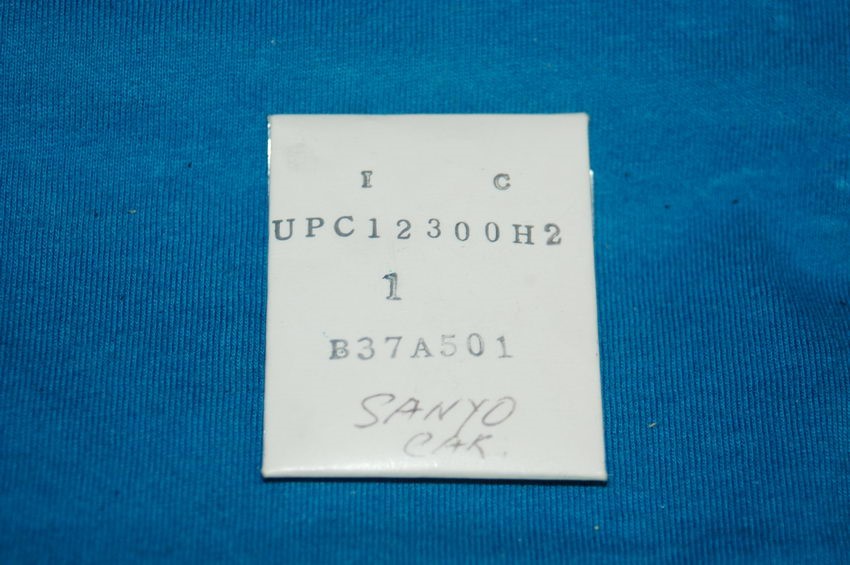 I C
UPC12300H2
1
B37A501
SANYO
CAK.